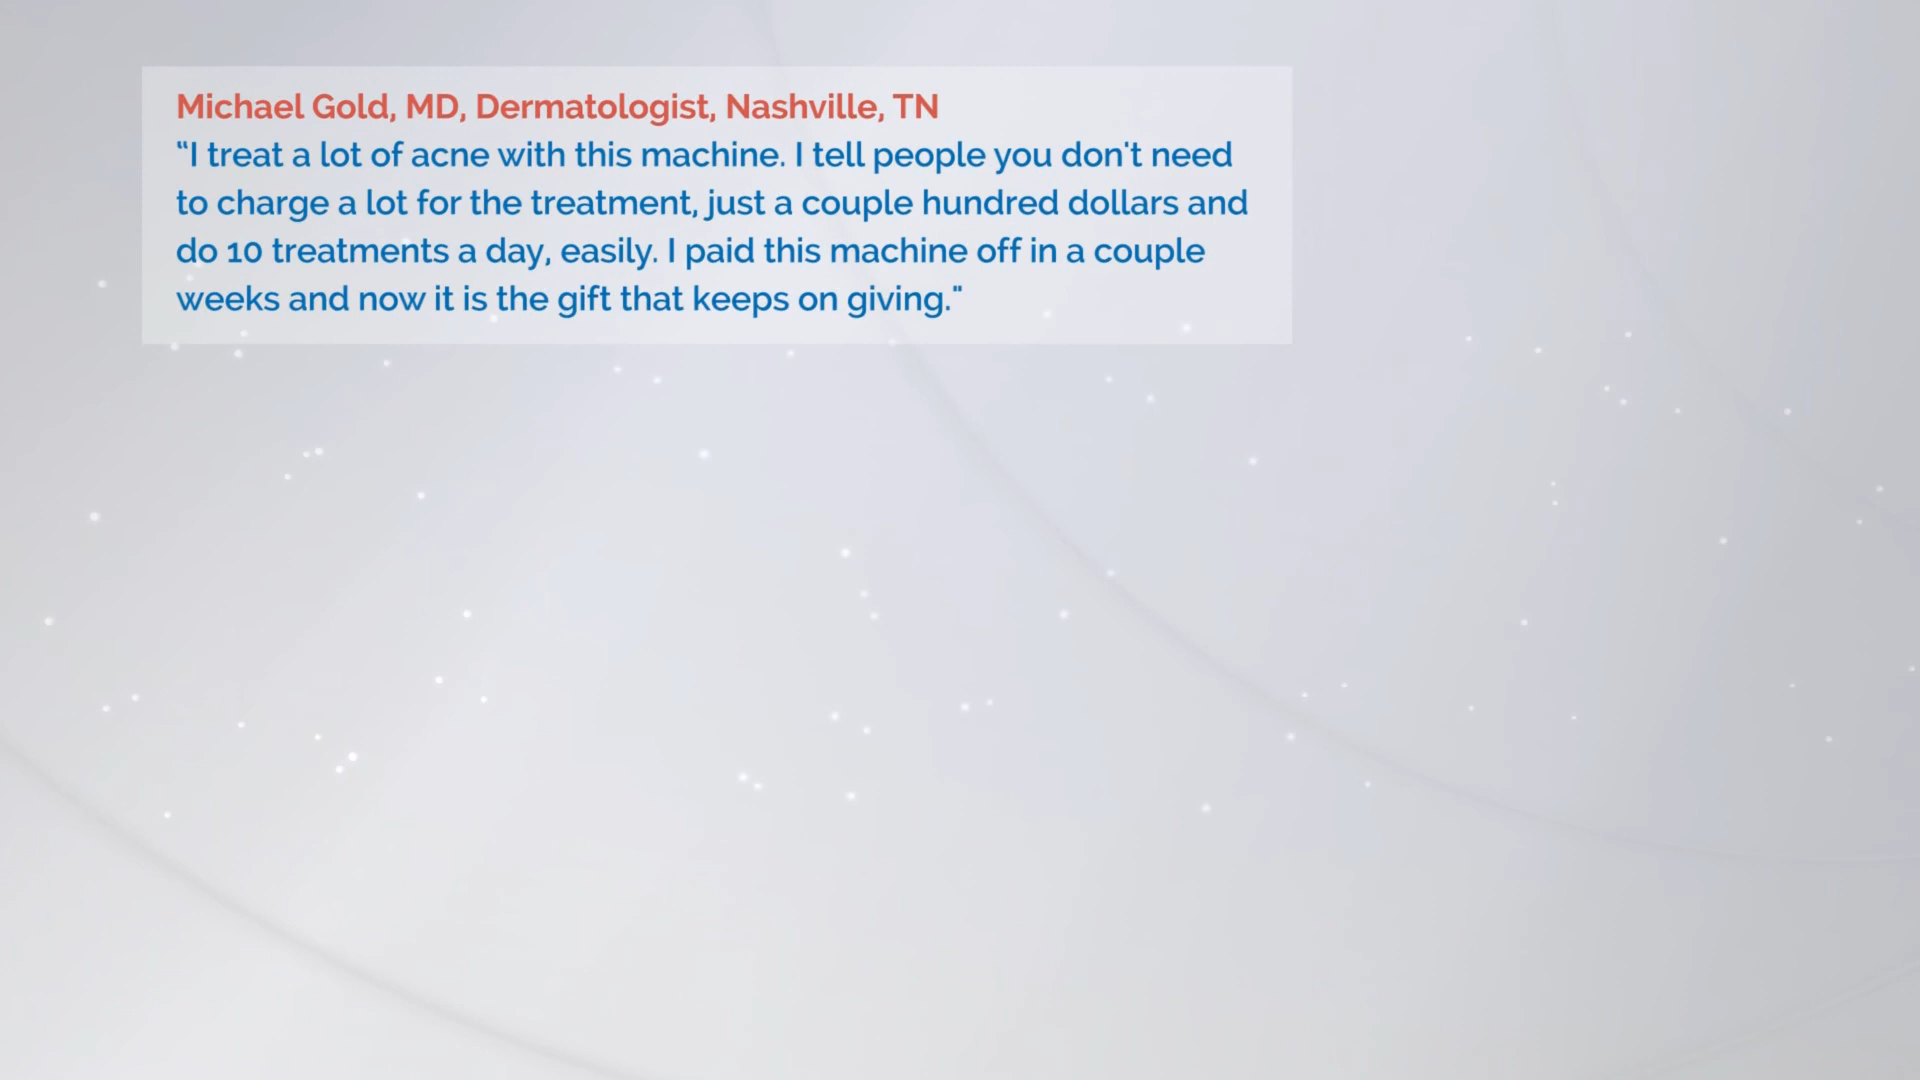 Michael Gold, MD, Dermatologist, Nashville, TN
“I treat a lot of acne with this machine. I tell people you don't need
to charge a lot for the treatment, just a couple hundred dollars and
do 10 treatments a day, easily. I paid this machine off in a couple
weeks and now it is the gift that keeps on giving."